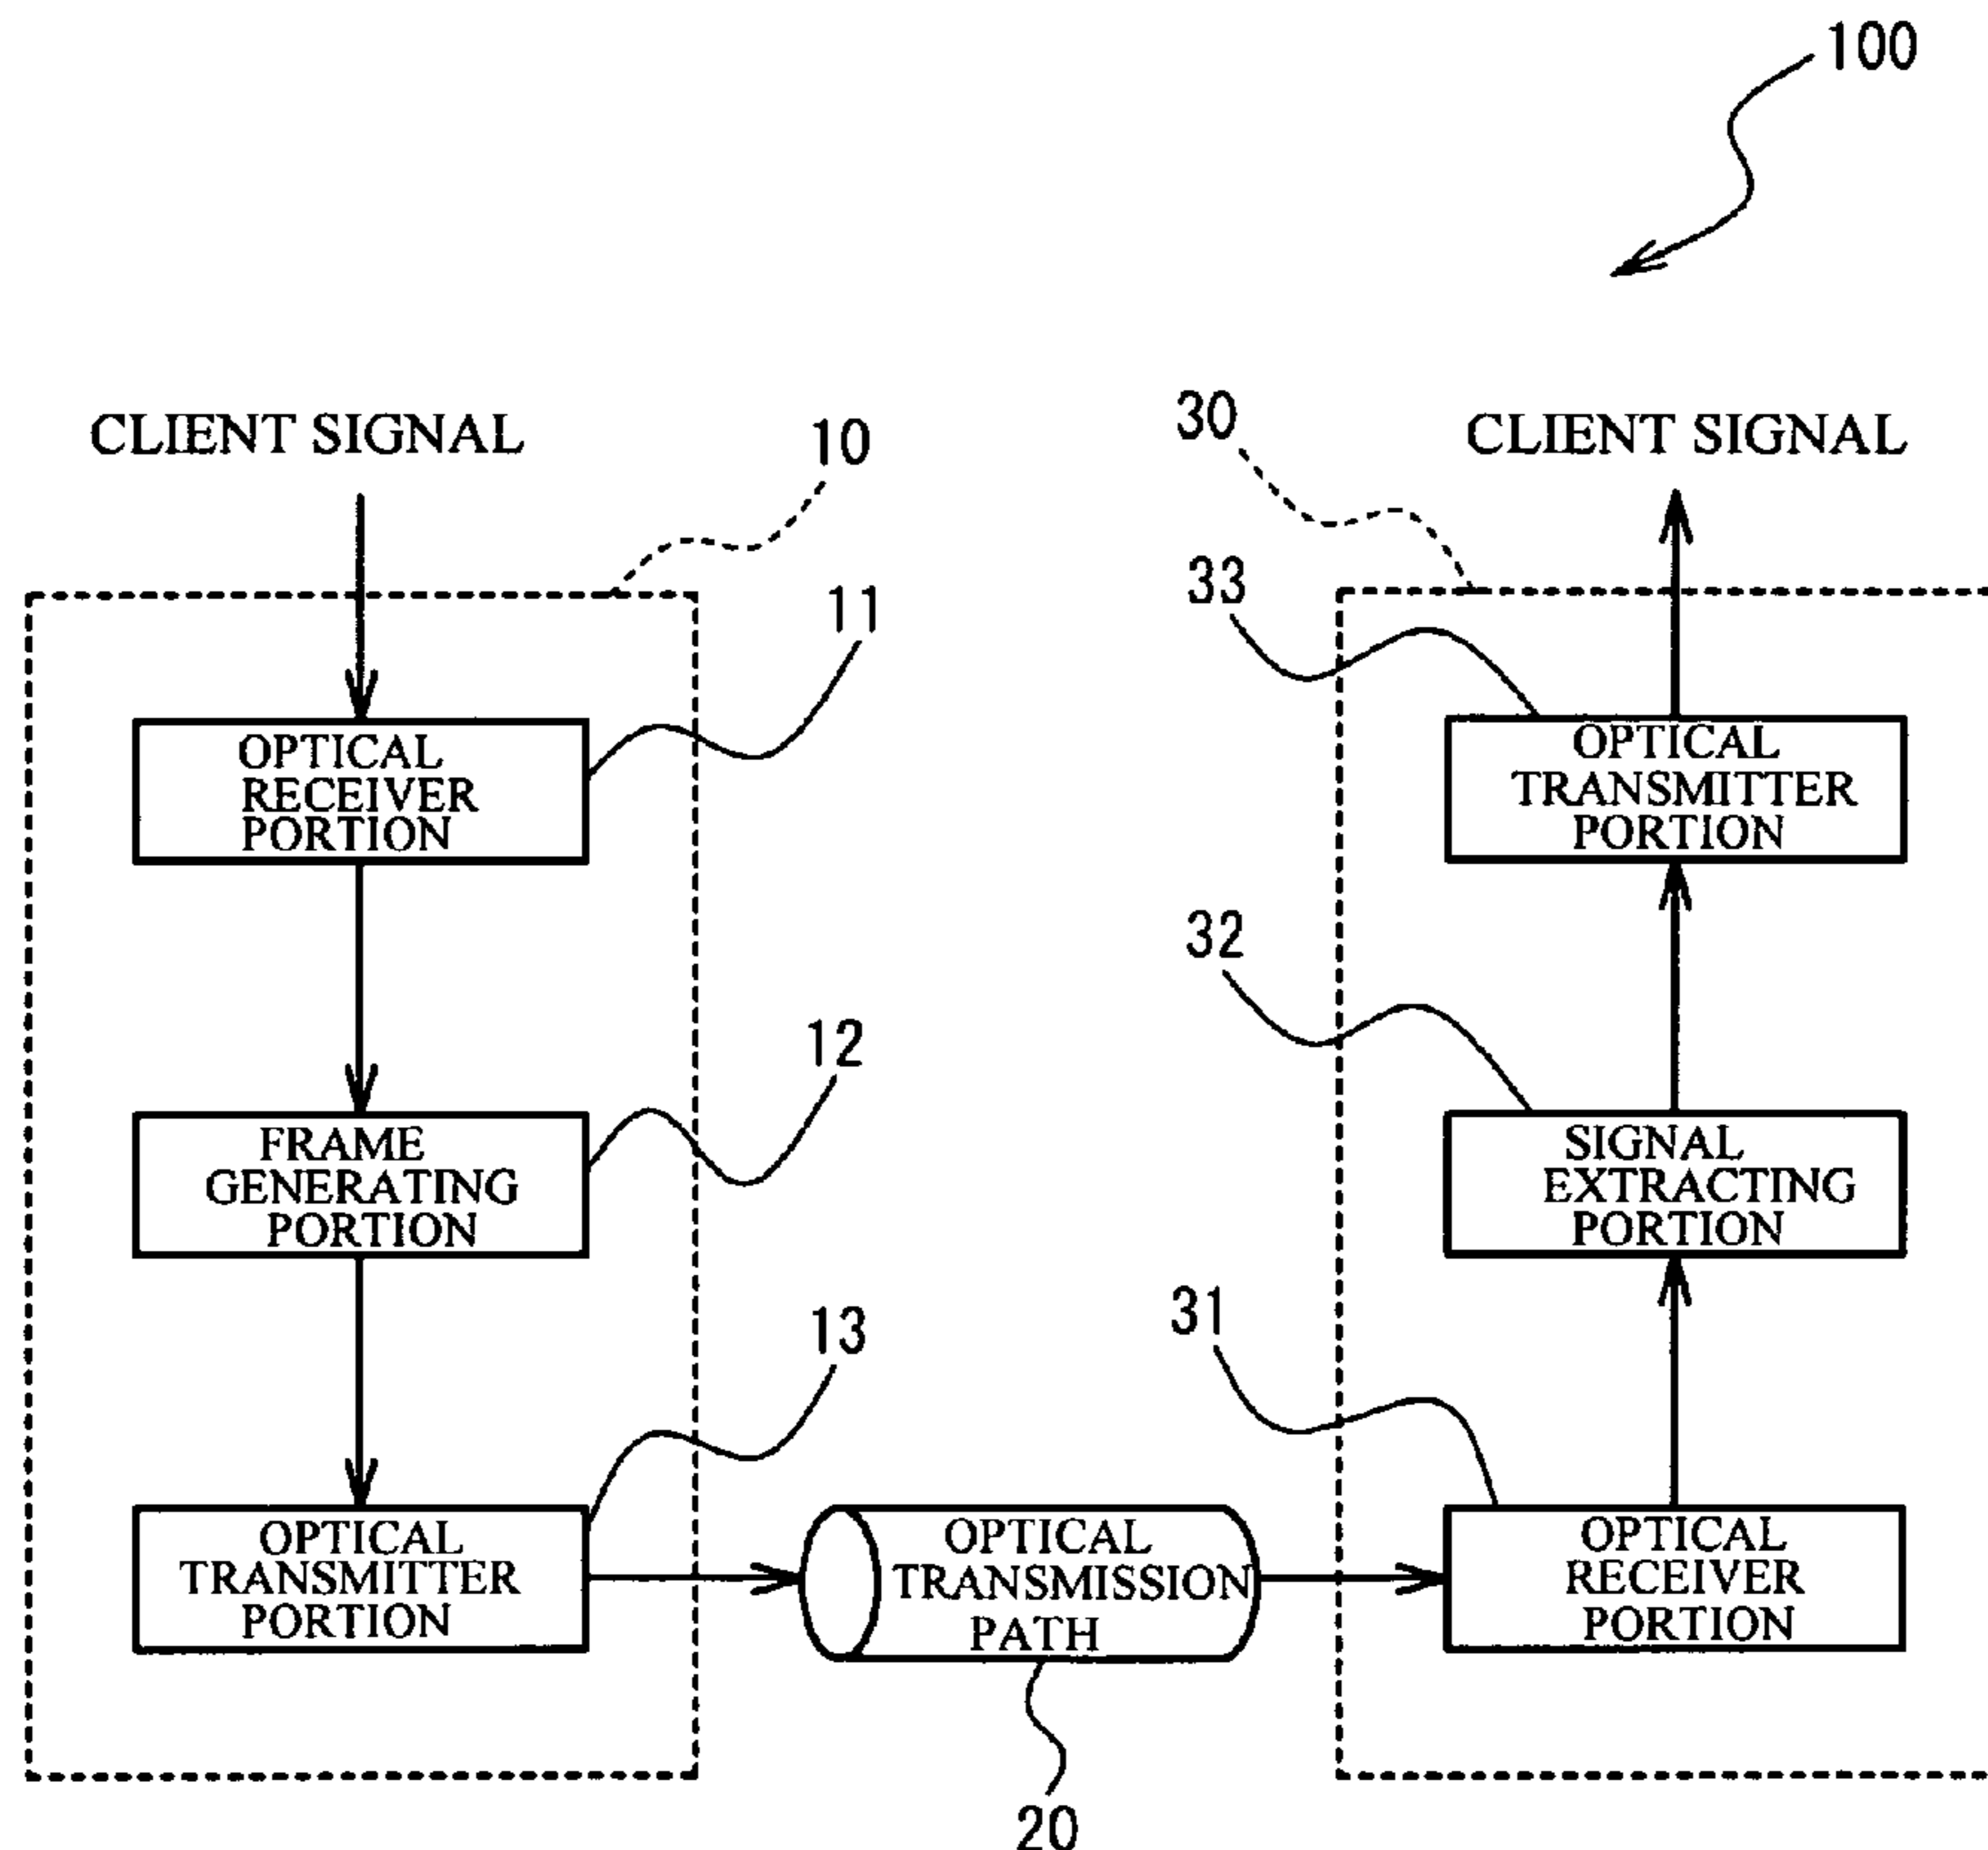 100
CLIENT SIGNAL
10
11
OPTICAL
RECEIVER
PORTION
12
FRAME
GENERATING
PORTION
13
OPTICAL
TRANSMITTER
PORTION
OPTICAL
TRANSMISSION
PATH
20
30
CLIENT SIGNAL
33
OPTICAL
TRANSMITTER
PORTION
32
SIGNAL
EXTRACTING
PORTION
31
OPTICAL
RECEIVER
PORTION